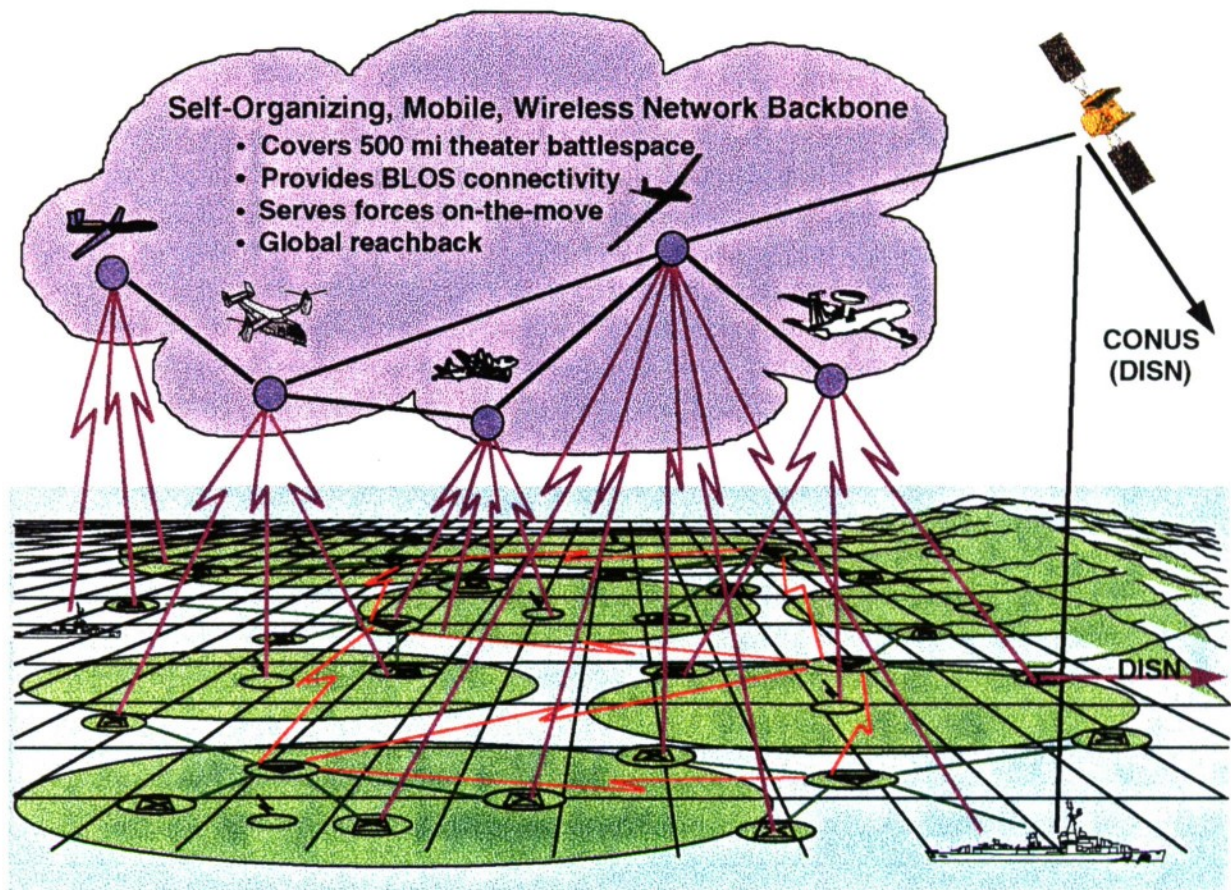 Self-Organizing, Mobile, Wireless Network Backbone
• Covers 500 mi theater battlespace
• Provides BLOS connectivity
• Serves forces on-the-move
• Global reachback
CONUS
(DISN)
DISN